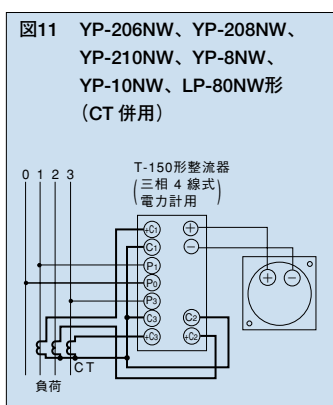 図11 YP-206NW、YP-208NW、
YP-210NW、YP-8NW、
YP-10NW、LP-80NW形
(CT 併用)
T-150形整流器
(三相 4 線式
電力計用)
0 1 2 3
+C1
C1
P1
P0
P3
C3
+C3
+
−
C2
+C2
+ −
CT
負荷